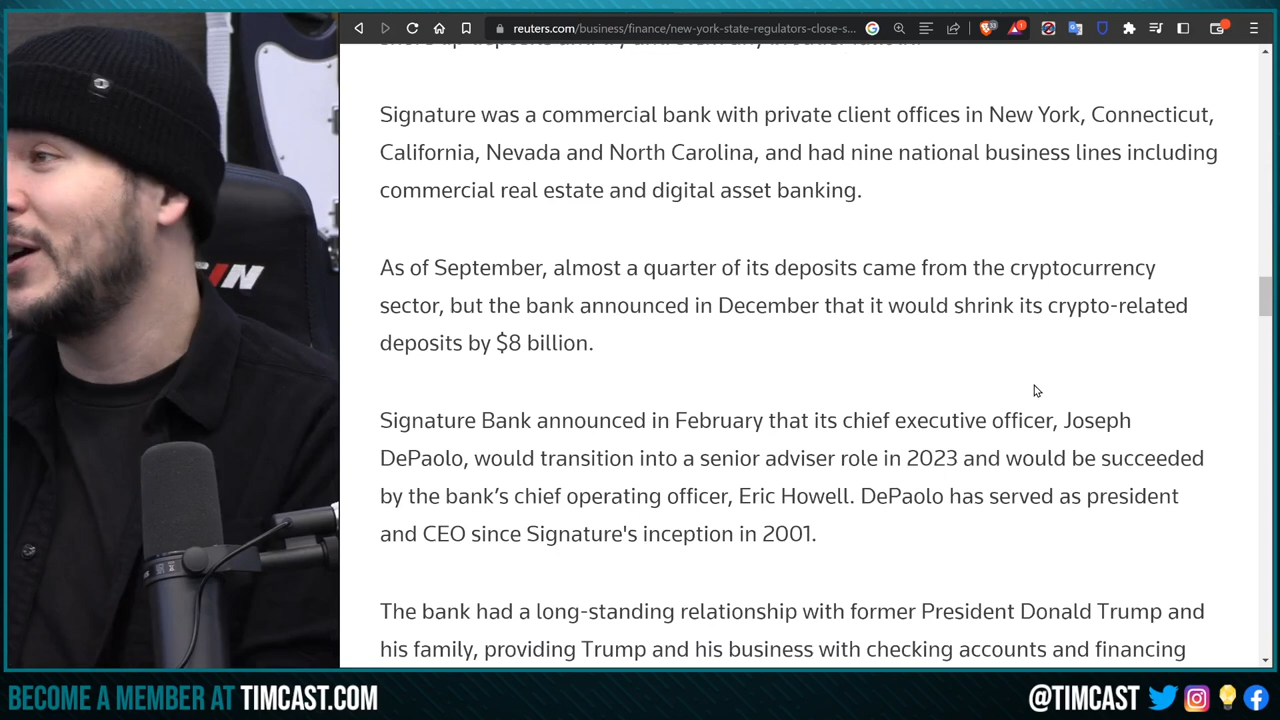 reuters.com/business/finance/new-york-state-regulators-close-s...
Signature was a commercial bank with private client offices in New York, Connecticut,
California, Nevada and North Carolina, and had nine national business lines including
commercial real estate and digital asset banking.
As of September, almost a quarter of its deposits came from the cryptocurrency
sector, but the bank announced in December that it would shrink its crypto-related
deposits by $8 billion.
Signature Bank announced in February that its chief executive officer, Joseph
DePaolo, would transition into a senior adviser role in 2023 and would be succeeded
by the bank’s chief operating officer, Eric Howell. DePaolo has served as president
and CEO since Signature's inception in 2001.
The bank had a long-standing relationship with former President Donald Trump and
his family, providing Trump and his business with checking accounts and financing
BECOME A MEMBER AT TIMCAST.COM
@TIMCAST